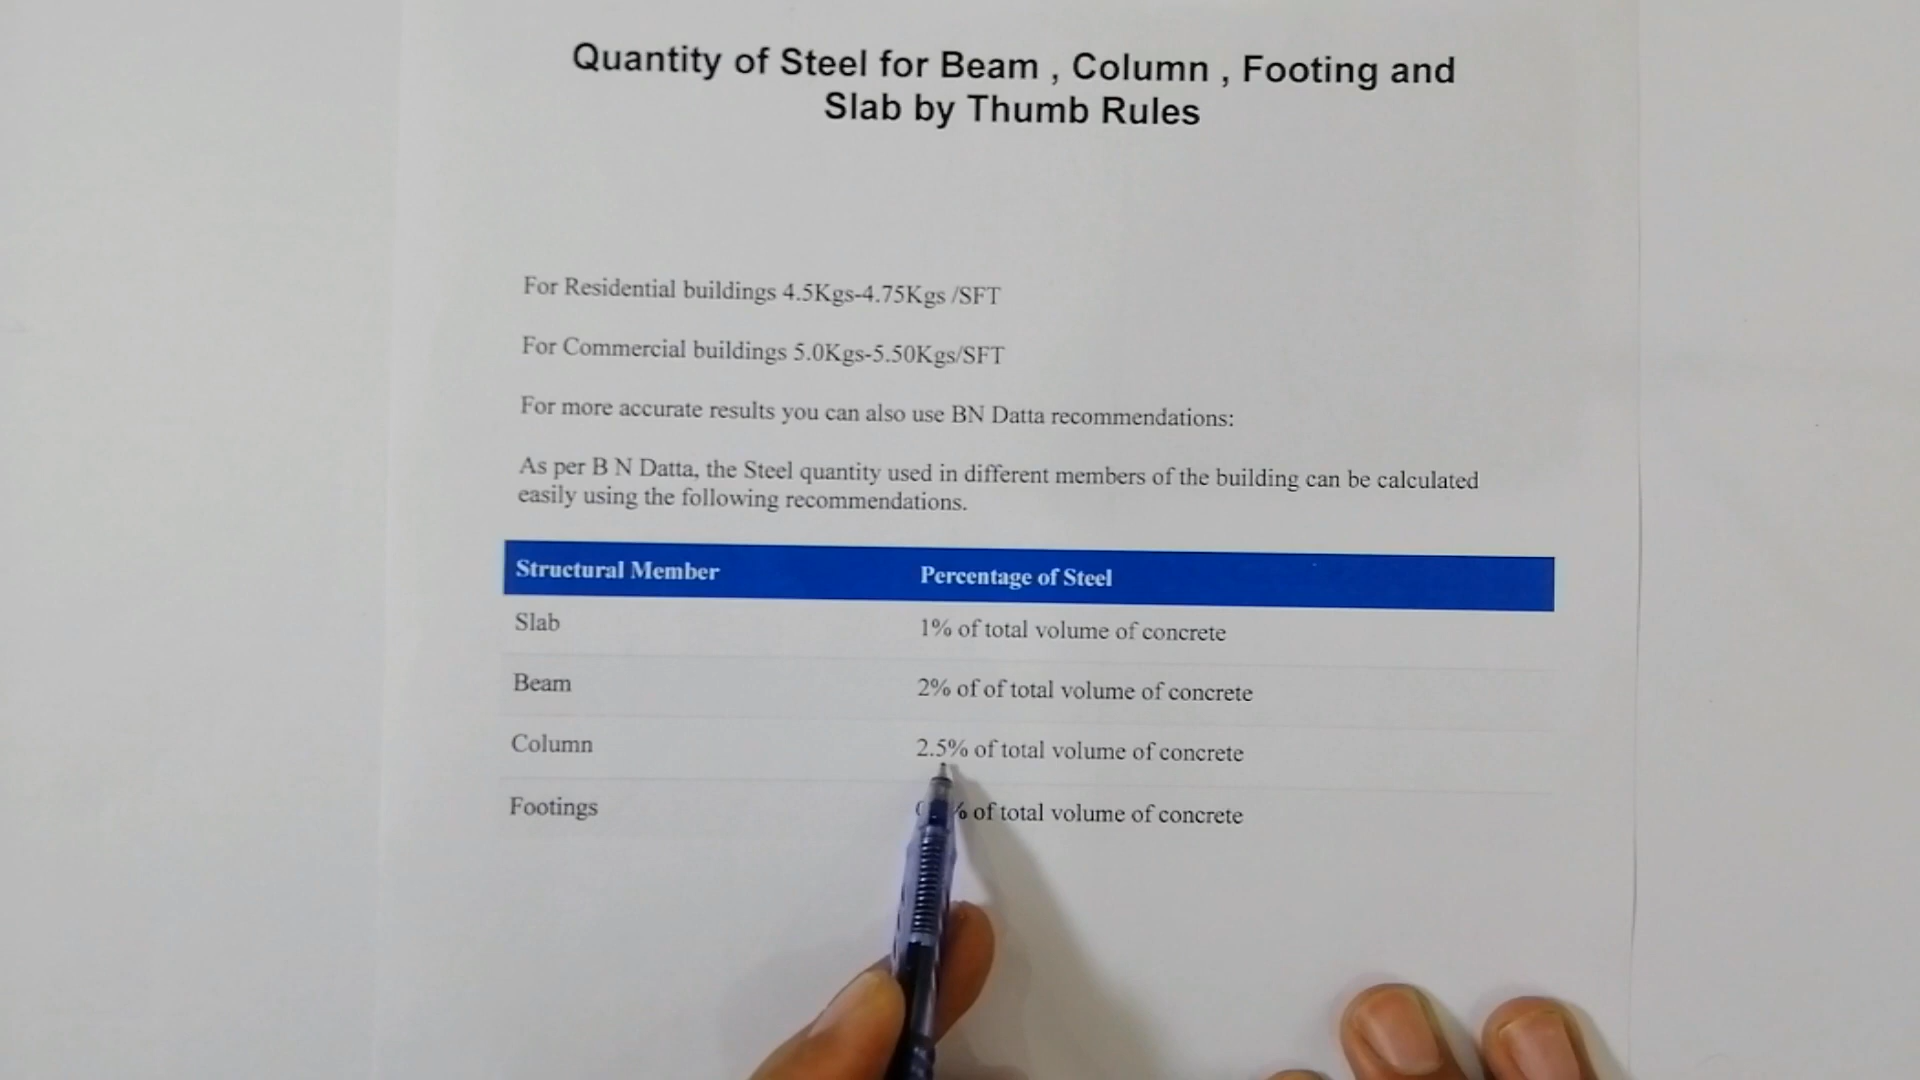 Quantity of Steel for Beam , Column , Footing and
Slab by Thumb Rules
For Residential buildings 4.5Kgs-4.75Kgs /SFT
For Commercial buildings 5.0Kgs-5.50Kgs/SFT
For more accurate results you can also use BN Datta recommendations:
As per B N Datta, the Steel quantity used in different members of the building can be calculated
easily using the following recommendations.
Structural Member Percentage of Steel
Slab 1% of total volume of concrete
Beam 2% of of total volume of concrete
Column 2.5% of total volume of concrete
Footings % of total volume of concrete